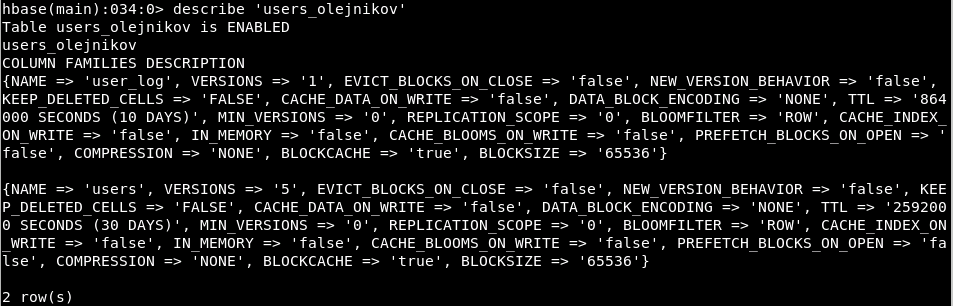 hbase(main):034:0> describe 'users_olejnikov'
Table users_olejnikov is ENABLED
users_olejnikov
COLUMN FAMILIES DESCRIPTION
{NAME => 'user_log', VERSIONS => '1', EVICT_BLOCKS_ON_CLOSE => 'false', NEW_VERSION_BEHAVIOR => 'false',
KEEP_DELETED_CELLS => 'FALSE', CACHE_DATA_ON_WRITE => 'false', DATA_BLOCK_ENCODING => 'NONE', TTL => '864
000 SECONDS (10 DAYS)', MIN_VERSIONS => '0', REPLICATION_SCOPE => '0', BLOOMFILTER => 'ROW', CACHE_INDEX_
ON_WRITE => 'false', IN_MEMORY => 'false', CACHE_BLOOMS_ON_WRITE => 'false', PREFETCH_BLOCKS_ON_OPEN => '
false', COMPRESSION => 'NONE', BLOCKCACHE => 'true', BLOCKSIZE => '65536'}
{NAME => 'users', VERSIONS => '5', EVICT_BLOCKS_ON_CLOSE => 'false', NEW_VERSION_BEHAVIOR => 'false', KEE
P_DELETED_CELLS => 'FALSE', CACHE_DATA_ON_WRITE => 'false', DATA_BLOCK_ENCODING => 'NONE', TTL => '259200
0 SECONDS (30 DAYS)', MIN_VERSIONS => '0', REPLICATION_SCOPE => '0', BLOOMFILTER => 'ROW', CACHE_INDEX_ON
_WRITE => 'false', IN_MEMORY => 'false', CACHE_BLOOMS_ON_WRITE => 'false', PREFETCH_BLOCKS_ON_OPEN => 'fa
lse', COMPRESSION => 'NONE', BLOCKCACHE => 'true', BLOCKSIZE => '65536'}
2 row(s)